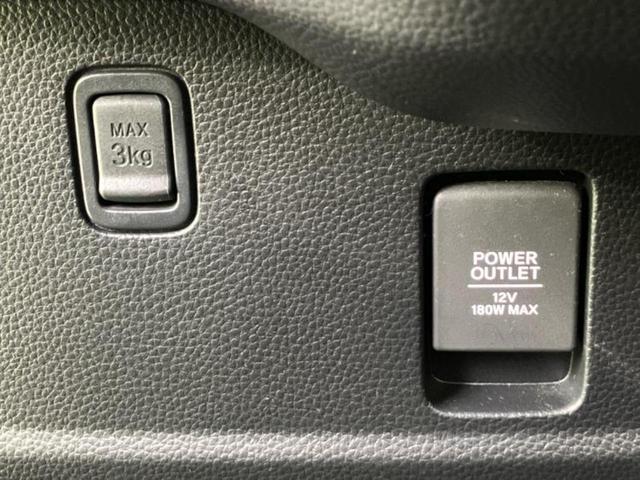 MAX
3kg
POWER
OUTLET
12V
180W MAX